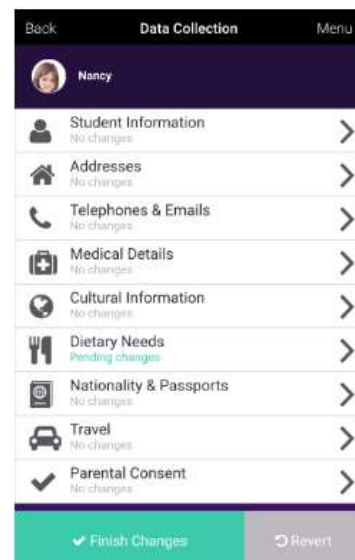 Back Data Collection Menu
Nancy
Student Information
No changes
Addresses
No changes
Telephones & Emails
No changes
Medical Details
No changes
Cultural Information
No changes
Dietary Needs
Pending changes
Nationality & Passports
No changes
Travel
No changes
Parental Consent
No changes
Finish Changes Revert